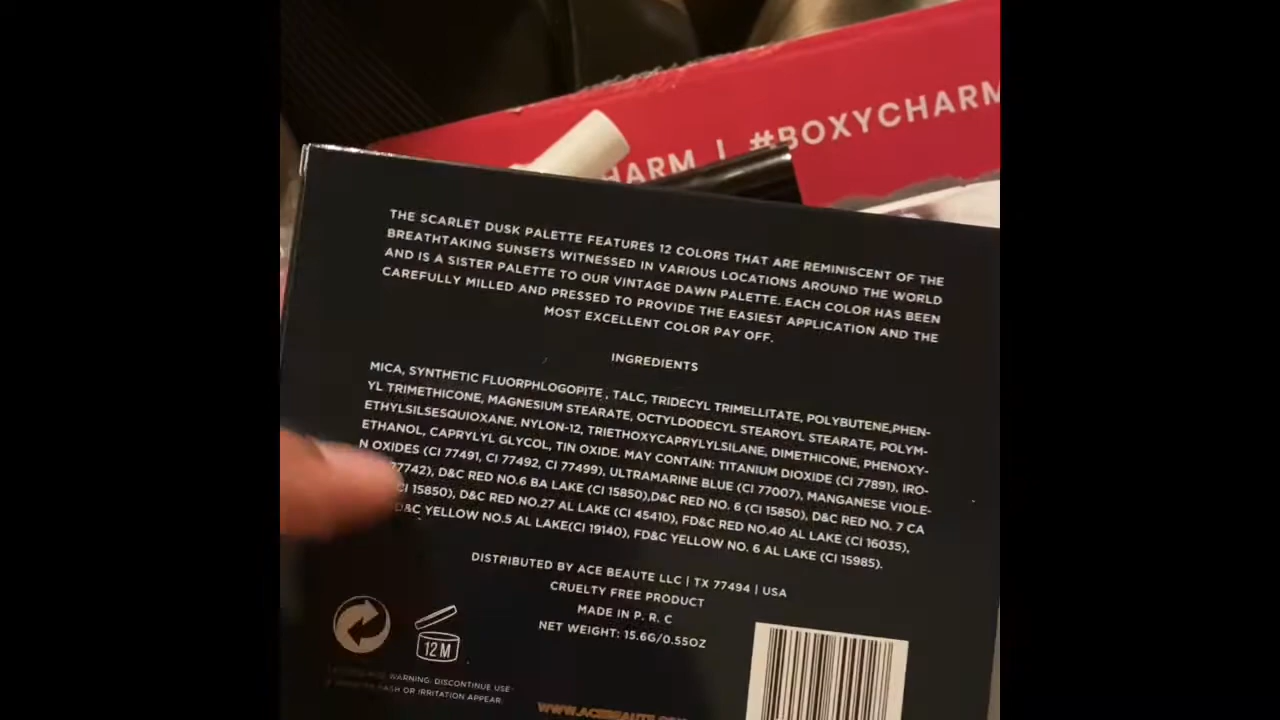 HARM | #BOXYCHARM
THE SCARLET DUSK PALETTE FEATURES 12 COLORS THAT ARE REMINISCENT OF THE
BREATHTAKING SUNSETS WITNESSED IN VARIOUS LOCATIONS AROUND THE WORLD
AND IS A SISTER PALETTE TO OUR VINTAGE DAWN PALETTE. EACH COLOR HAS BEEN
CAREFULLY MILLED AND PRESSED TO PROVIDE THE EASIEST APPLICATION AND THE
MOST EXCELLENT COLOR PAY OFF.
INGREDIENTS
MICA, SYNTHETIC FLUORPHLOGOPITE , TALC, TRIDECYL TRIMELLITATE, POLYBUTENE,PHEN-
YL TRIMETHICONE, MAGNESIUM STEARATE, OCTYLDODECYL STEAROYL STEARATE, POLYM-
ETHYLSILSESQUIOXANE, NYLON-12, TRIETHOXYCAPRYLYLSILANE, DIMETHICONE, PHENOXY-
ETHANOL, CAPRYLYL GLYCOL, TIN OXIDE. MAY CONTAIN: TITANIUM DIOXIDE (CI 77891), IRO-
N OXIDES (CI 77491, CI 77492, CI 77499), ULTRAMARINE BLUE (CI 77007), MANGANESE VIOLE-
77742), D&C RED NO.6 BA LAKE (CI 15850),D&C RED NO. 6 (CI 15850), D&C RED NO. 7 CA
CI 15850), D&C RED NO.27 AL LAKE (CI 45410), FD&C RED NO.40 AL LAKE (CI 16035),
D&C YELLOW NO.5 AL LAKE(CI 19140), FD&C YELLOW NO. 6 AL LAKE (CI 15985).
DISTRIBUTED BY ACE BEAUTE LLC | TX 77494 | USA
CRUELTY FREE PRODUCT
MADE IN P. R. C
NET WEIGHT: 15.6G/0.55OZ
12 M
WARNING: DISCONTINUE USE
RASH OR IRRITATION APPEAR.
WWW.ACEBEAUTE.COM